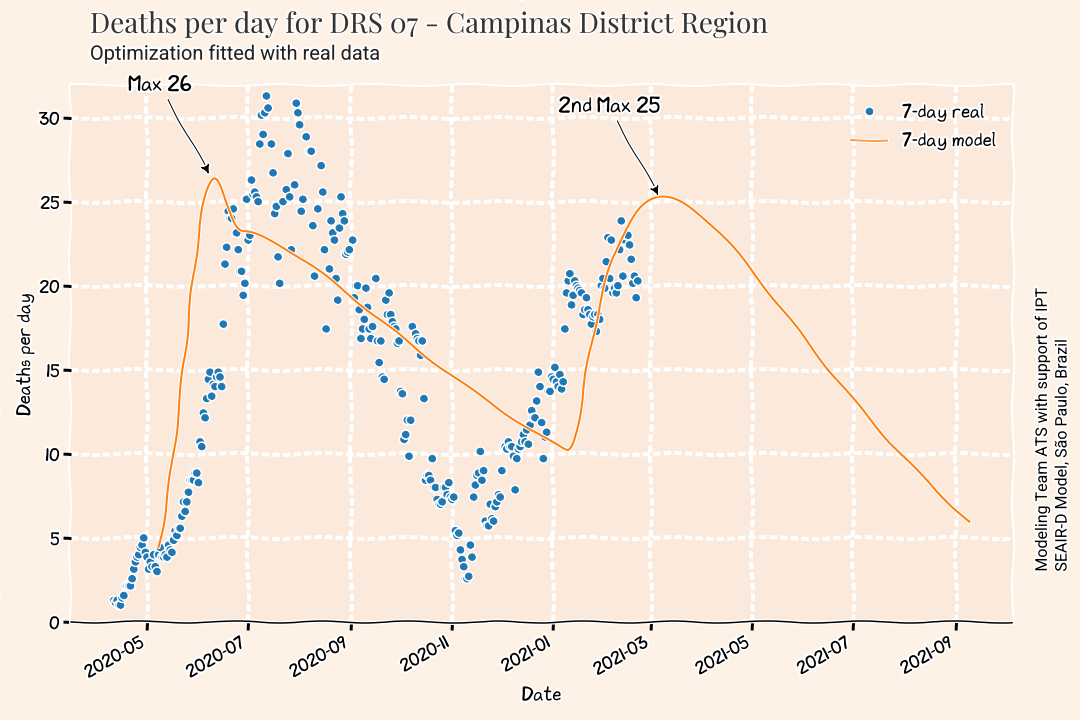 Deaths per day for DRS 07 - Campinas District Region
Optimization fitted with real data
Max 26
2nd Max 25
7-day real
7-day model
30
25
20
15
10
5
0
Deaths per day
2020-05
2020-07
2020-09
2020-11
2021-01
2021-03
2021-05
2021-07
2021-09
Date
Modeling Team ATS with support of IPT
SEAIR-D Model, São Paulo, Brazil